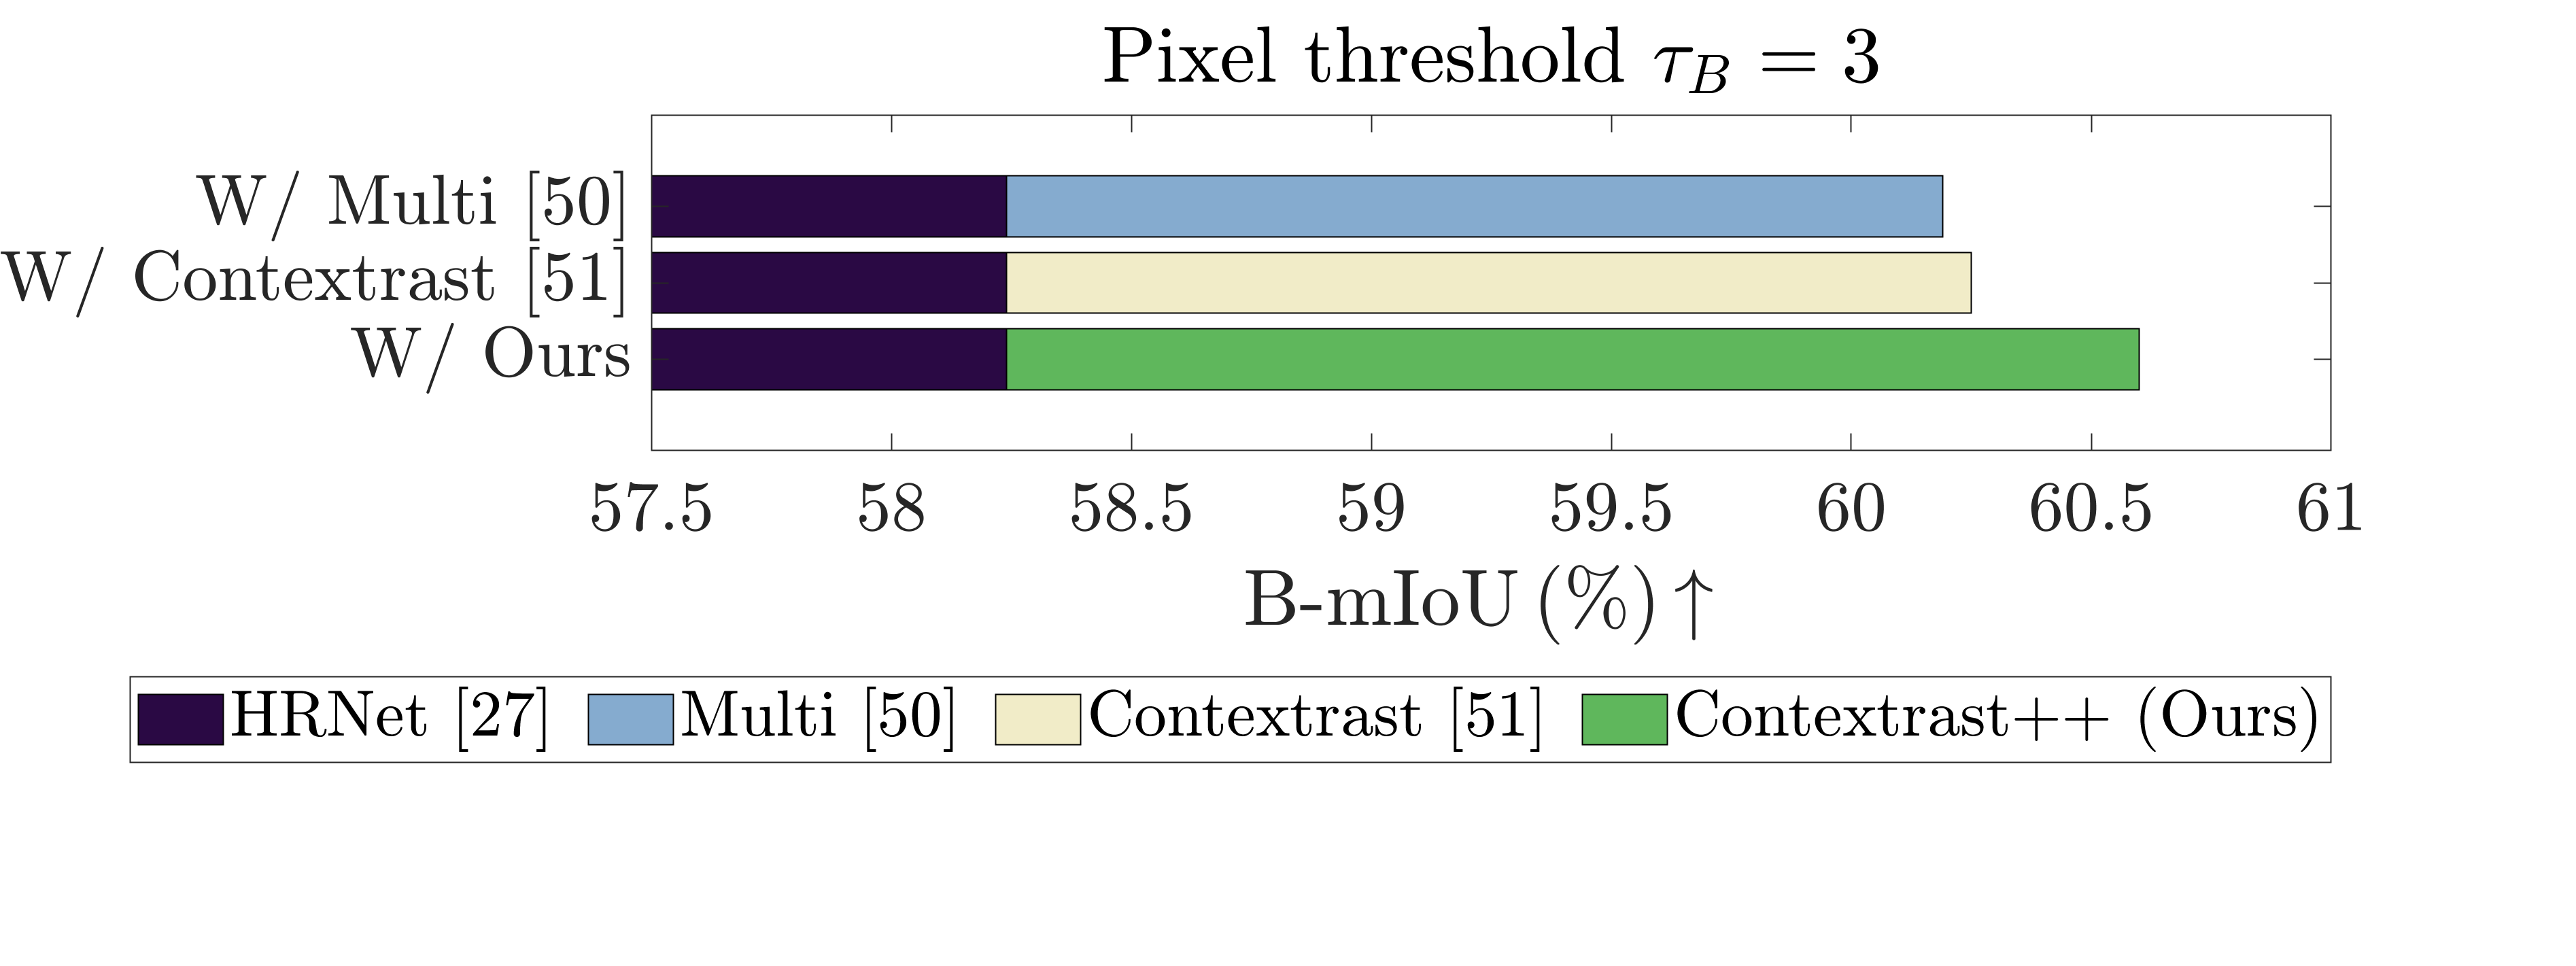 Pixel threshold τ_B = 3
W/ Multi [50]
W/ Contextrast [51]
W/ Ours
57.5 58 58.5 59 59.5 60 60.5 61
B-mIoU (%) ↑
HRNet [27] Multi [50] Contextrast [51] Contextrast++ (Ours)